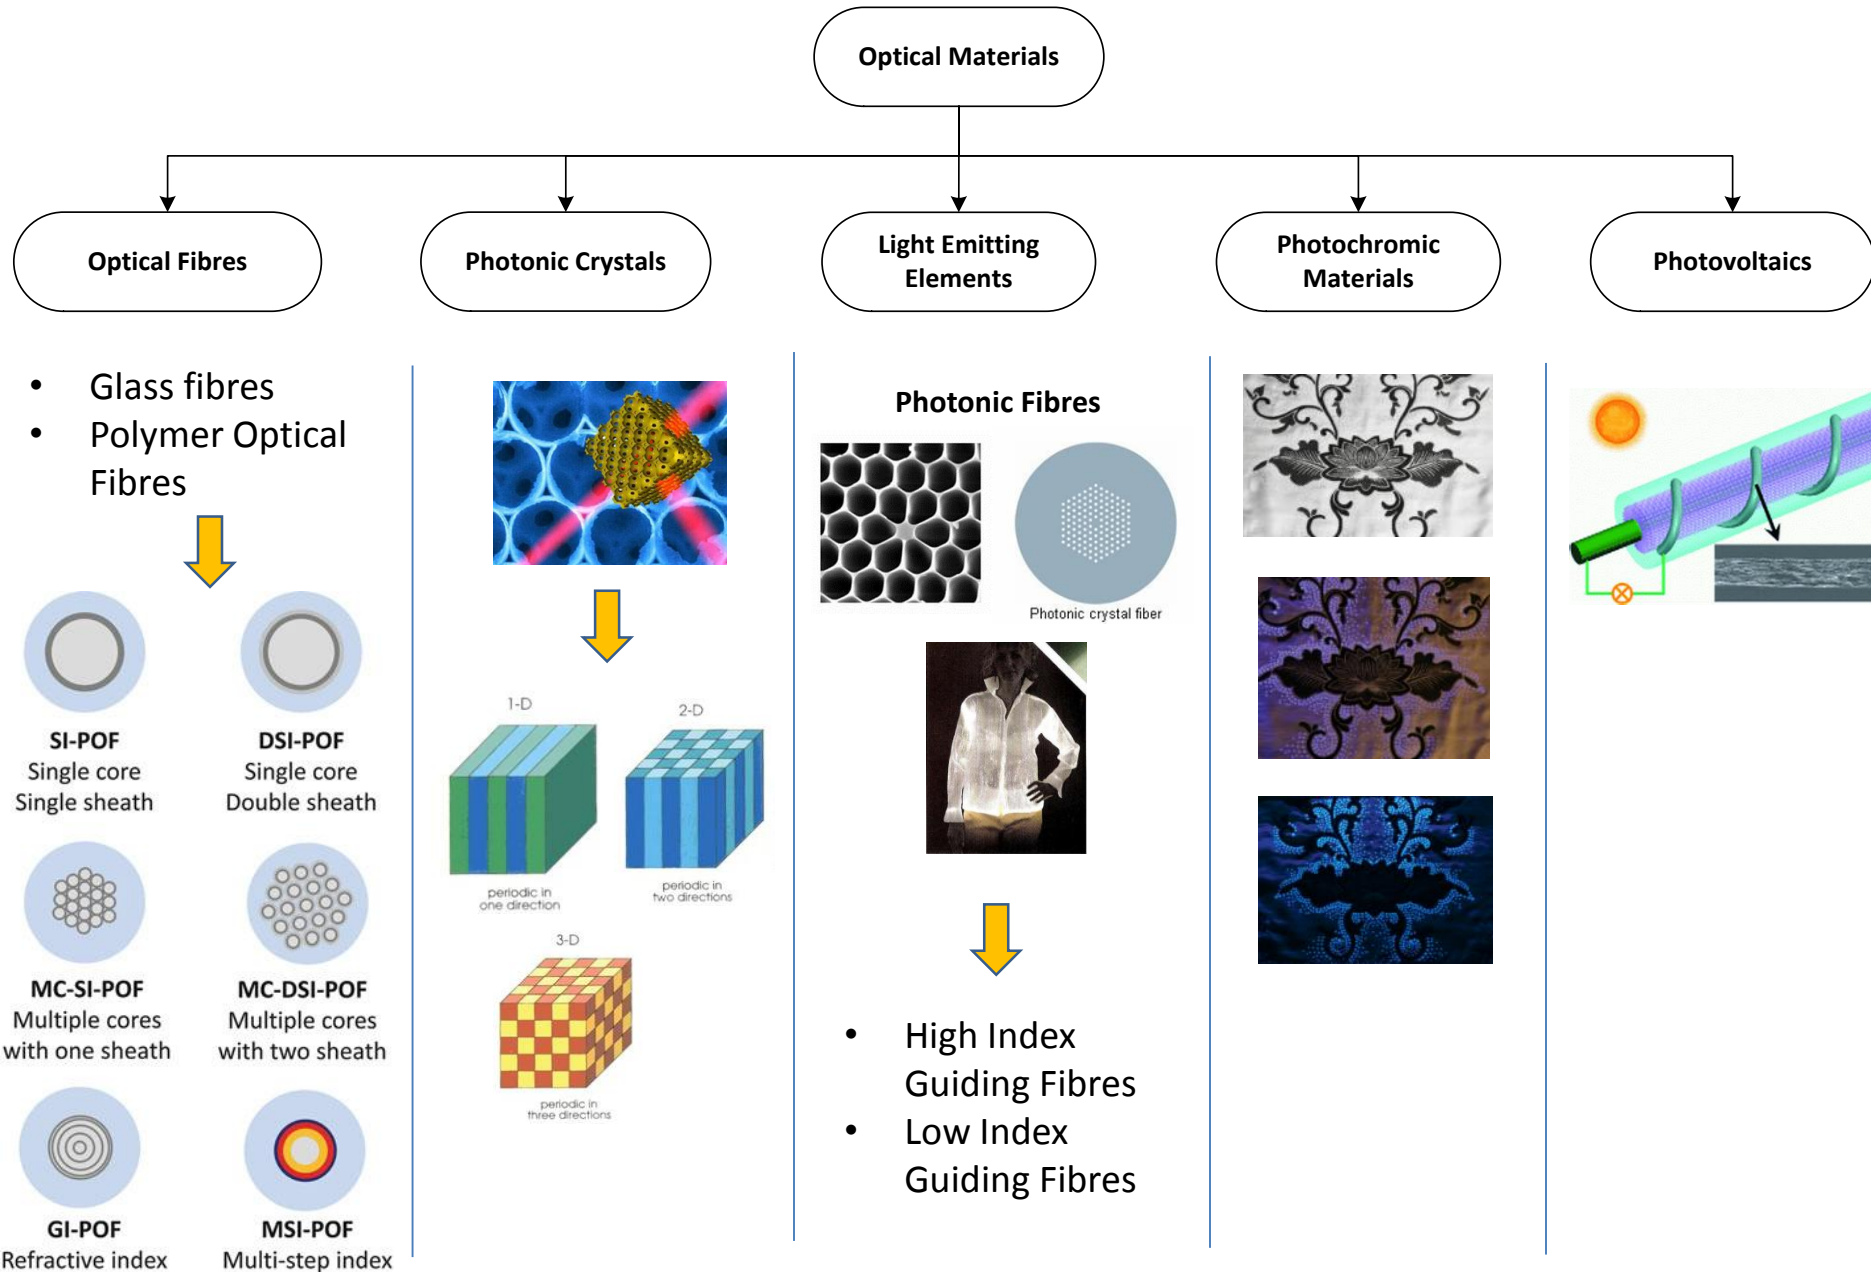 Optical Materials
Optical Fibres
Photonic Crystals
Light Emitting
Elements
Photochromic
Materials
Photovoltaics
• Glass fibres
• Polymer Optical
Fibres
SI-POF
Single core
Single sheath
DSI-POF
Single core
Double sheath
MC-SI-POF
Multiple cores
with one sheath
MC-DSI-POF
Multiple cores
with two sheath
GI-POF
Refractive index
MSI-POF
Multi-step index
1-D
periodic in
one direction
2-D
periodic in
two directions
3-D
periodic in
three directions
Photonic Fibres
Photonic crystal fiber
• High Index
Guiding Fibres
• Low Index
Guiding Fibres